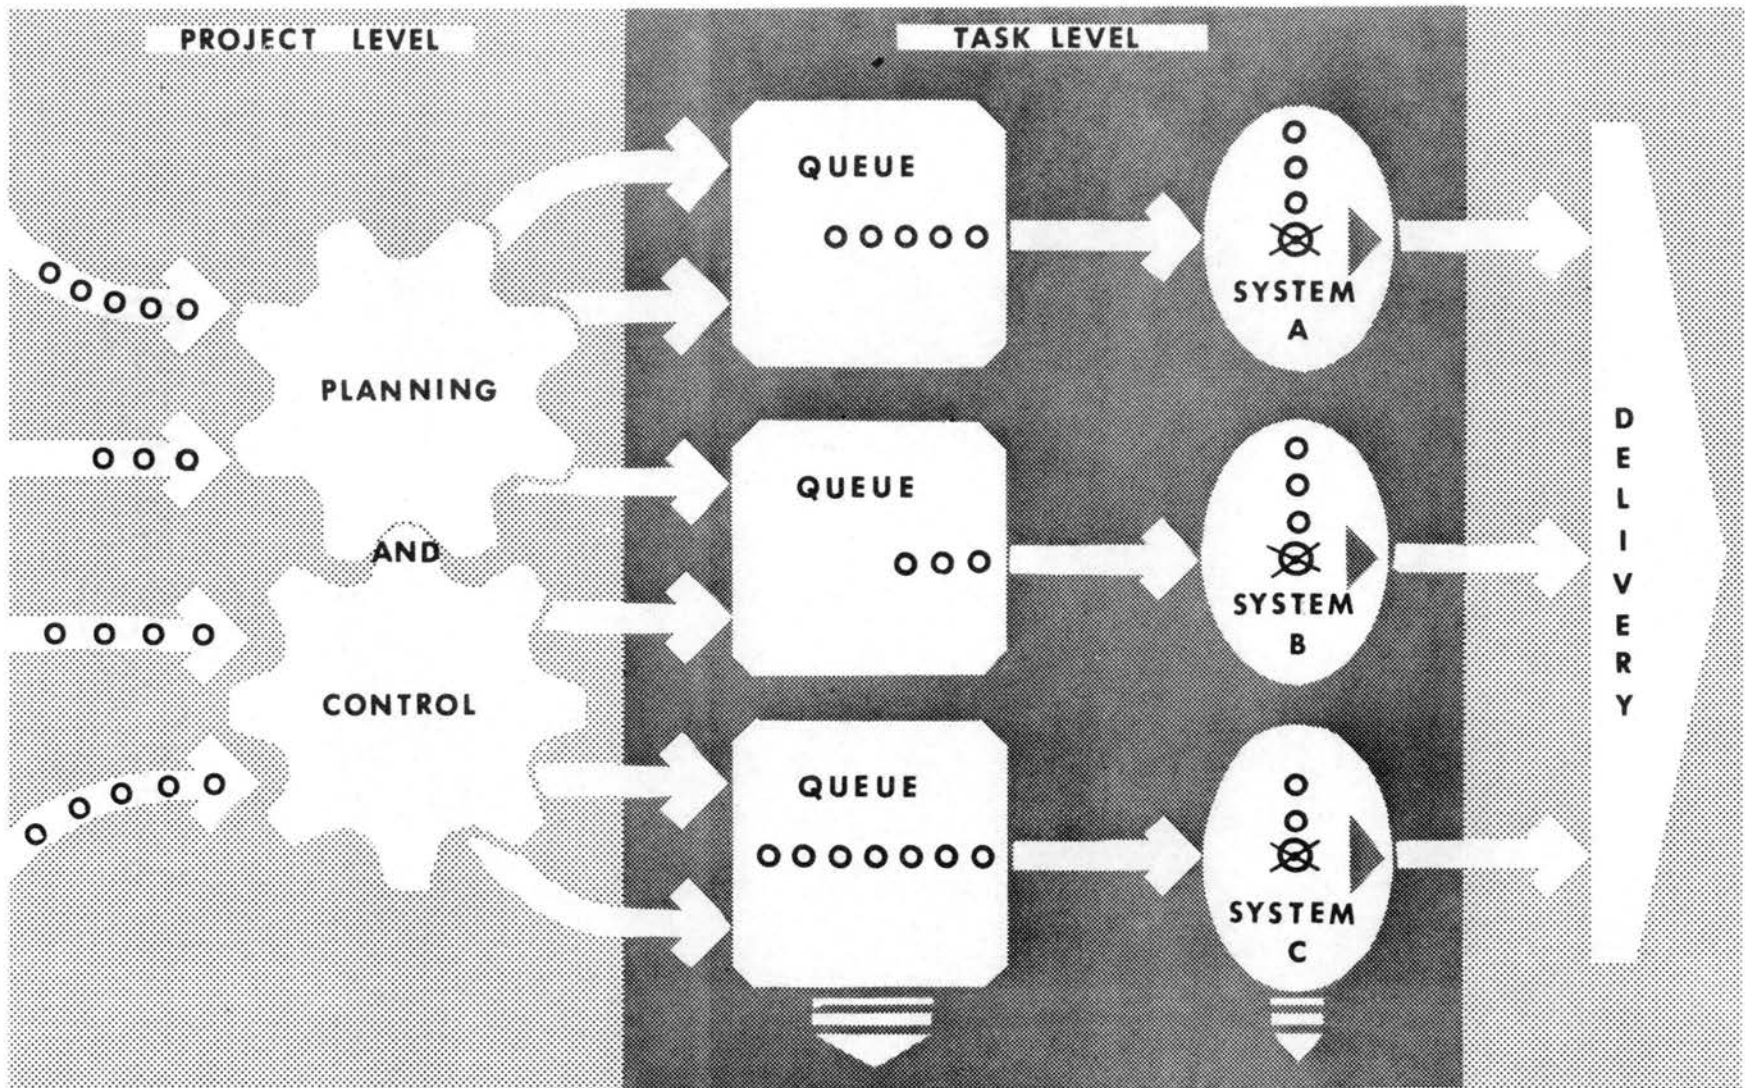 PROJECT LEVEL
TASK LEVEL
QUEUE
SYSTEM
A
PLANNING
AND
CONTROL
QUEUE
SYSTEM
B
QUEUE
SYSTEM
C
DELIVERY